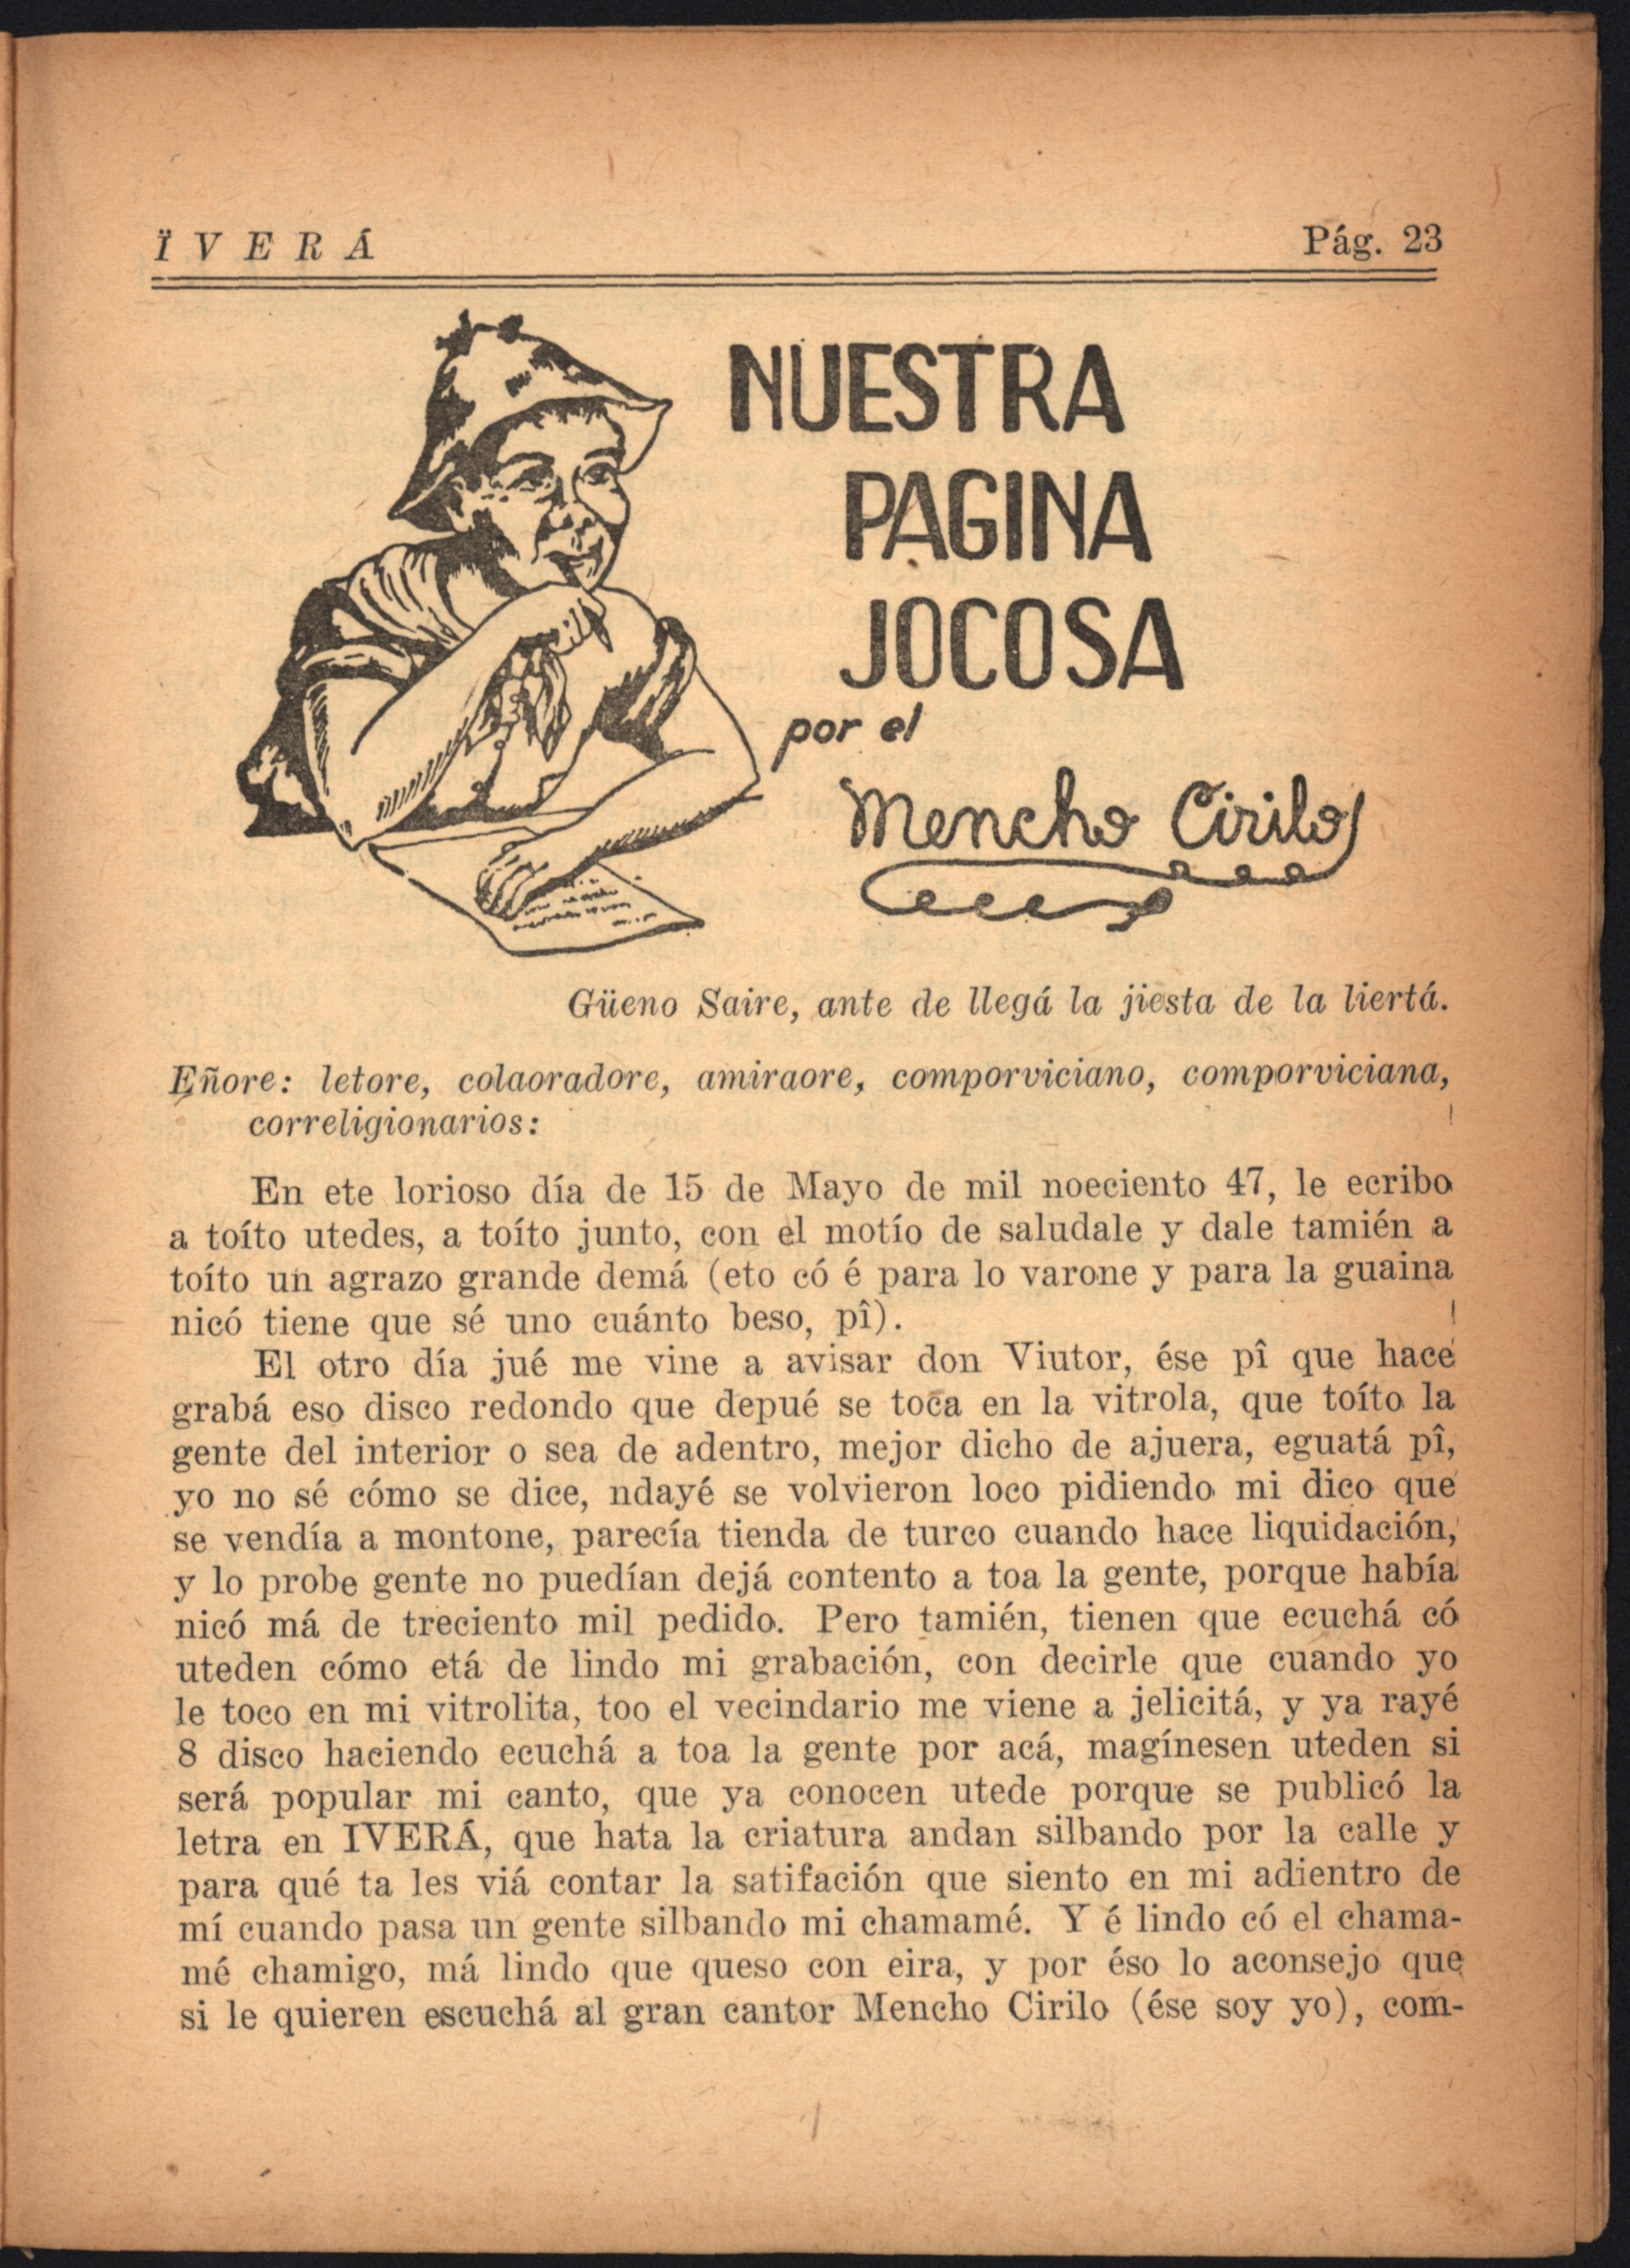 Ï V E R Á
Pág. 23
NUESTRA
PAGINA
JOCOSA
por el
Mencho Cirilo
Güeno Saire, ante de llegá la jiesta de la liertá.
Eñore: letore, colaoradore, amiraore, comporviciano, comporviciana,
correligionarios:
En ete lorioso día de 15 de Mayo de mil noeciento 47, le ecribo
a toíto utedes, a toíto junto, con el motío de saludale y dale tamién a
toíto un agrazo grande demá (eto có é para lo varone y para la guaina
nicó tiene que sé uno cuánto beso, pî).
El otro día jué me vine a avisar don Viutor, ése pî que hace
grabá eso disco redondo que depué se toca en la vitrola, que toíto la
gente del interior o sea de adentro, mejor dicho de ajuera, eguatá pî,
yo no sé cómo se dice, ndayé se volvieron loco pidiendo mi dico que
se vendía a montone, parecía tienda de turco cuando hace liquidación,
y lo probe gente no puedían dejá contento a toa la gente, porque había
nicó má de treciento mil pedido. Pero tamién, tienen que ecuchá có
uteden cómo etá de lindo mi grabación, con decirle que cuando yo
le toco en mi vitrolita, too el vecindario me viene a jelicitá, y ya rayé
8 disco haciendo ecuchá a toa la gente por acá, magínesen uteden si
será popular mi canto, que ya conocen utede porque se publicó la
letra en IVERÁ, que hata la criatura andan silbando por la calle y
para qué ta les viá contar la satifación que siento en mi adientro de
mí cuando pasa un gente silbando mi chamamé. Y é lindo có el chama-
mé chamigo, má lindo que queso con eira, y por éso lo aconsejo que
si le quieren escuchá al gran cantor Mencho Cirilo (ése soy yo), com-